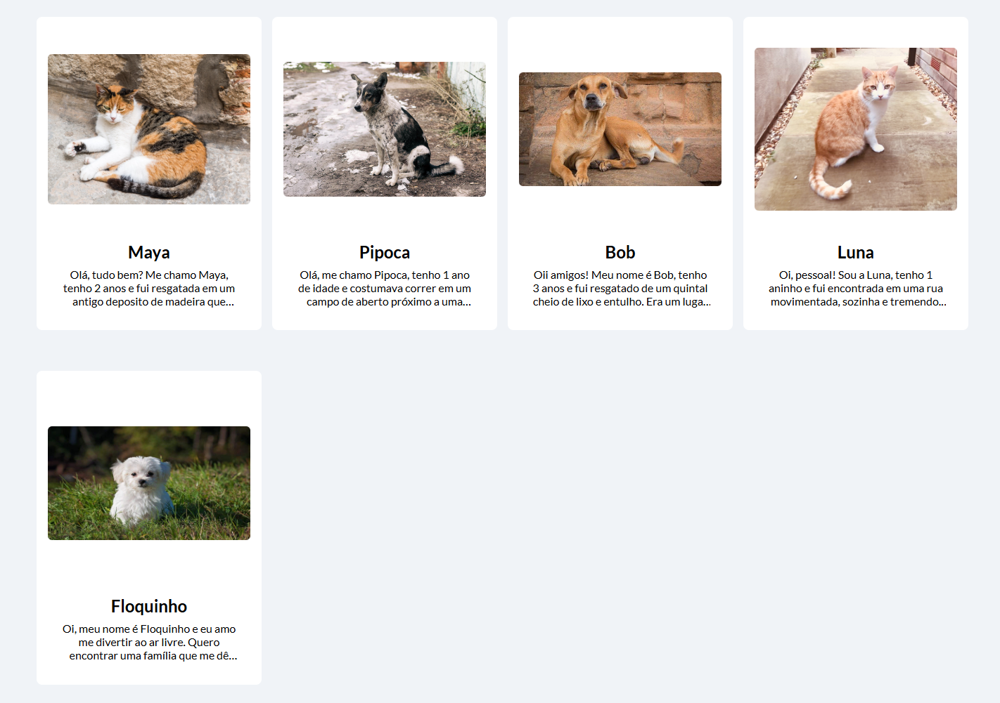 Maya
Olá, tudo bem? Me chamo Maya,
tenho 2 anos e fui resgatada em um
antigo deposito de madeira que...
Pipoca
Olá, me chamo Pipoca, tenho 1 ano
de idade e costumava correr em um
campo de aberto próximo a uma...
Bob
Oii amigos! Meu nome é Bob, tenho
3 anos e fui resgatado de um quintal
cheio de lixo e entulho. Era um luga...
Luna
Oi, pessoal! Sou a Luna, tenho 1
aninho e fui encontrada em uma rua
movimentada, sozinha e tremendo...
Floquinho
Oi, meu nome é Floquinho e eu amo
me divertir ao ar livre. Quero
encontrar uma família que me dê...